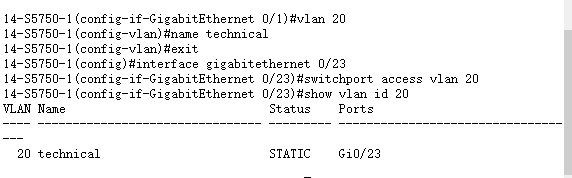 14-S5750-1(config-if-GigabitEthernet 0/1)#vlan 20
14-S5750-1(config-vlan)#name technical
14-S5750-1(config-vlan)#exit
14-S5750-1(config)#interface gigabitethernet 0/23
14-S5750-1(config-if-GigabitEthernet 0/23)#switchport access vlan 20
14-S5750-1(config-if-GigabitEthernet 0/23)#show vlan id 20
VLAN Name                             Status    Ports
---- -------------------------------- --------- --------------------------------
---
  20 technical                        STATIC    Gi0/23